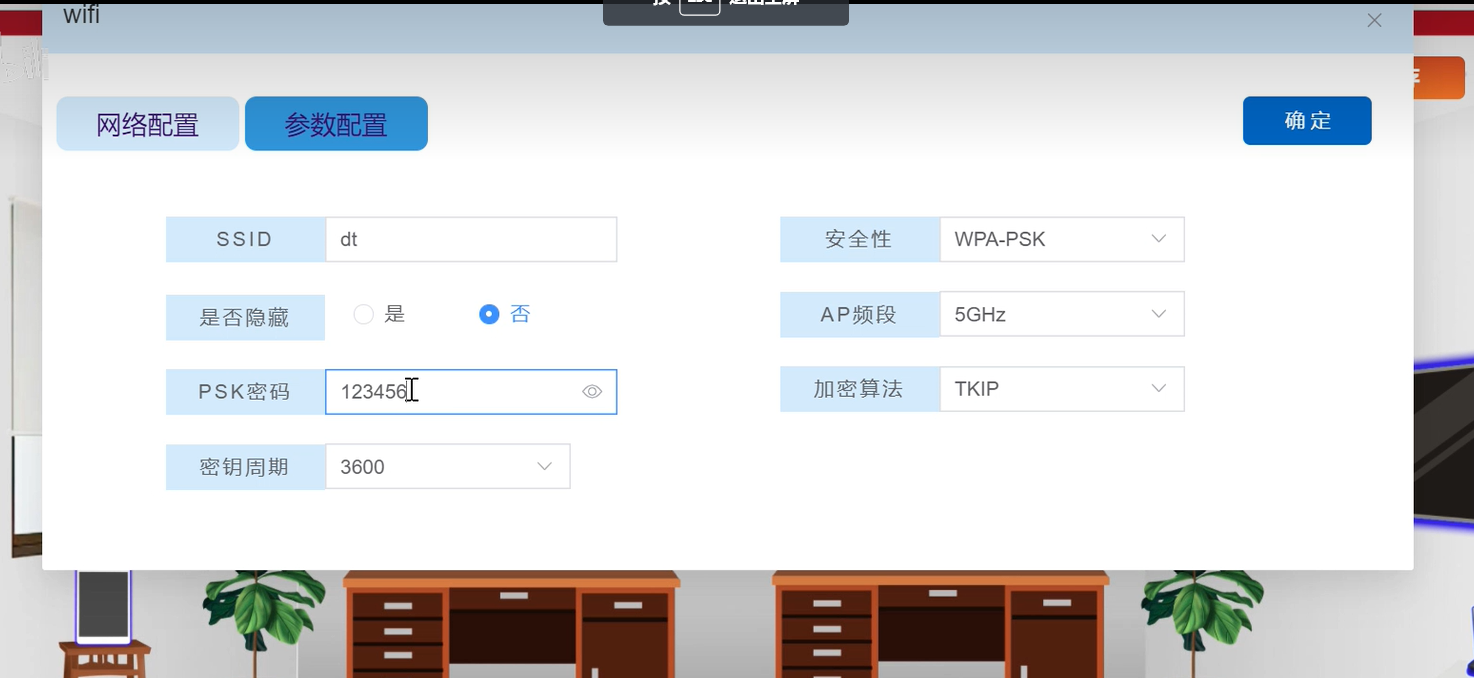 wifi
网络配置 参数配置 确定
SSID dt 安全性 WPA-PSK
是否隐藏 是 否 AP频段 5GHz
PSK密码 123456 加密算法 TKIP
密钥周期 3600